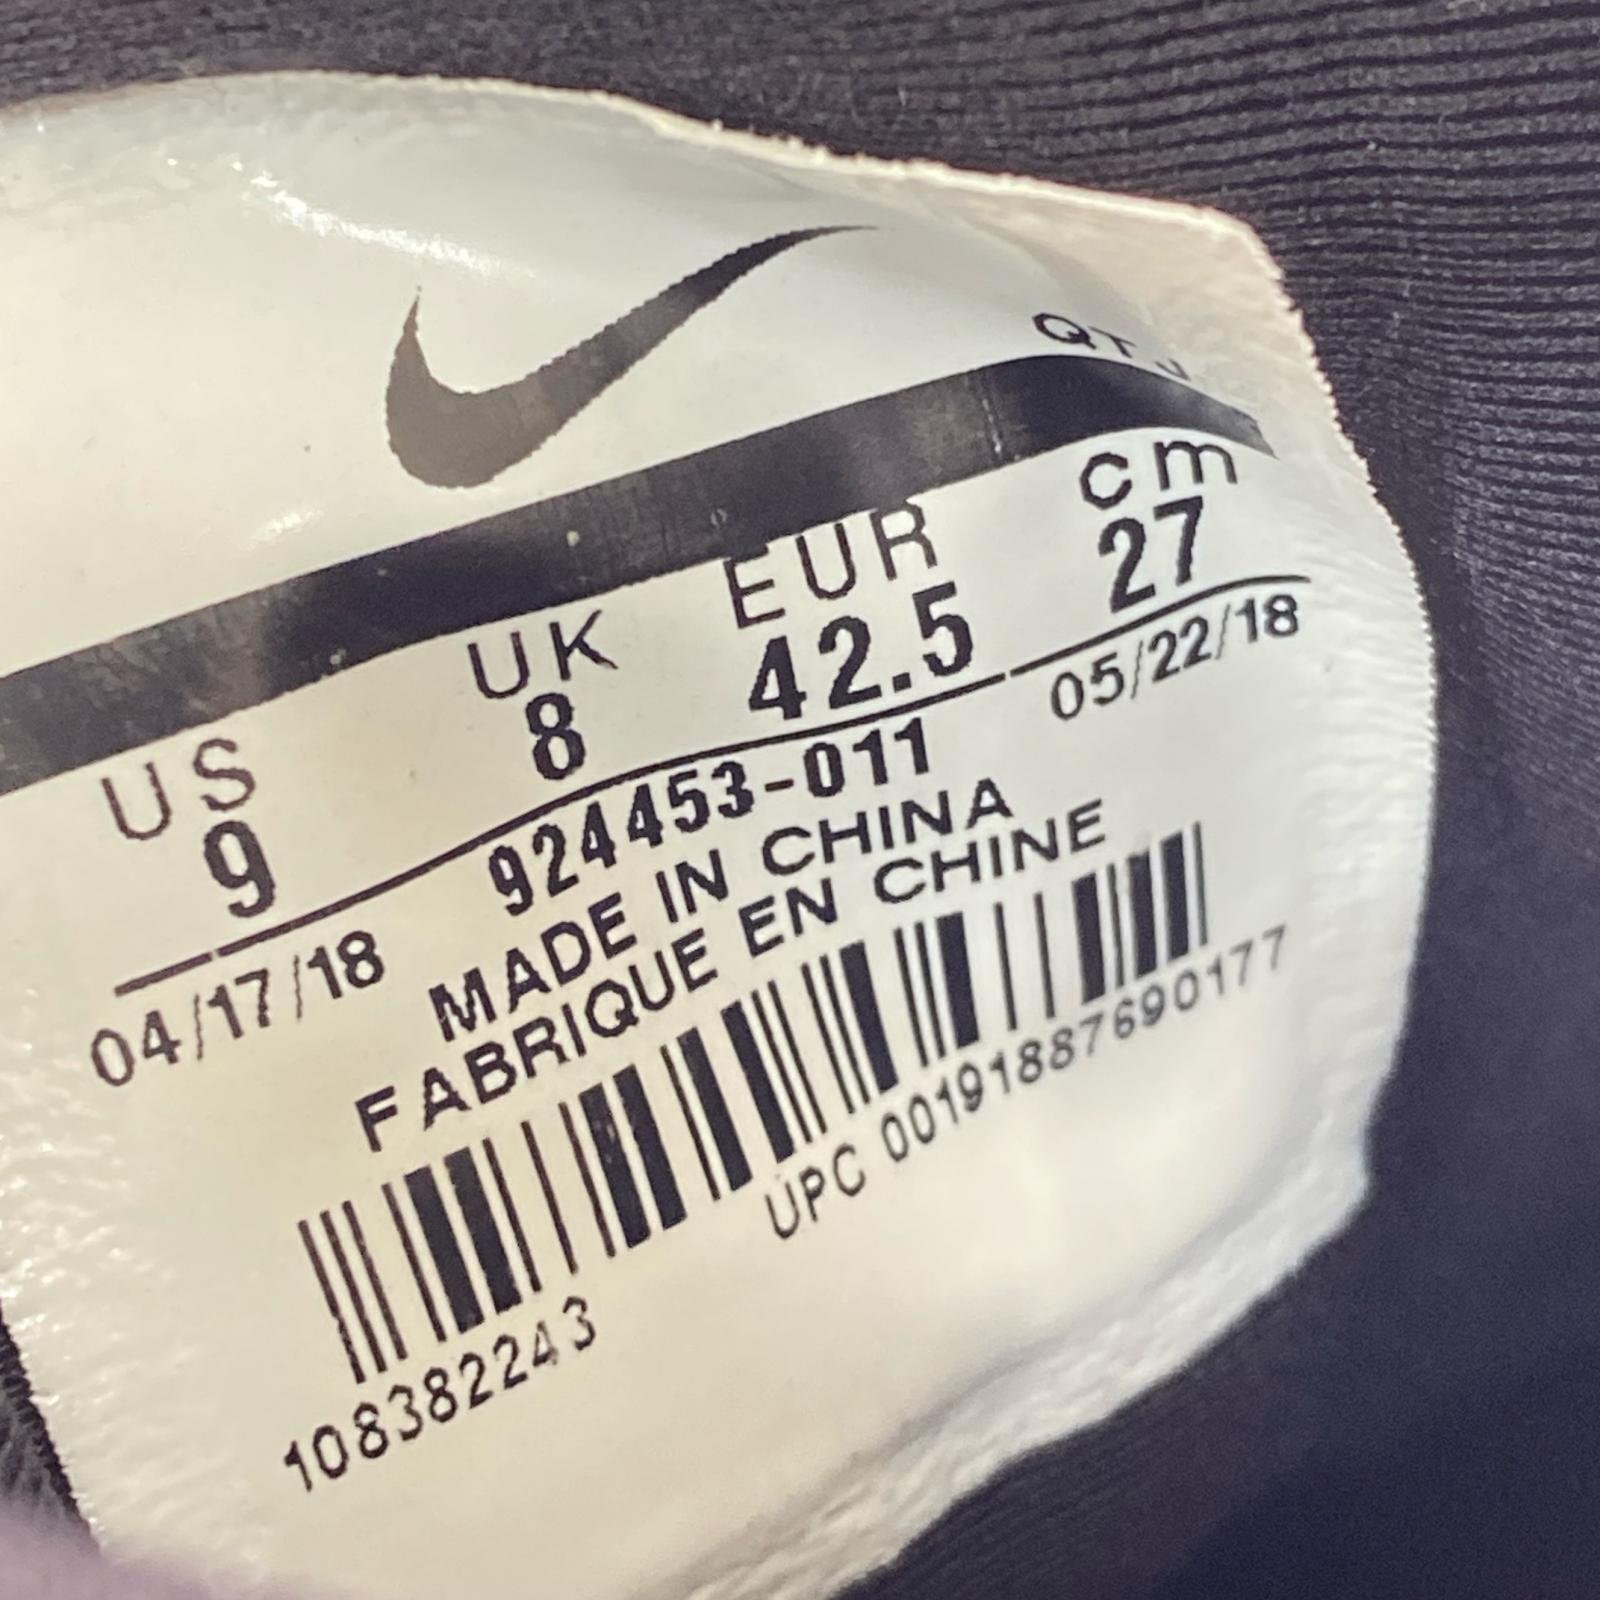 QT
US UK EUR cm
9 8 42.5 27
04/17/18 924453-011 05/22/18
MADE IN CHINA
FABRIQUE EN CHINE
UPC 00191887690177
108382243